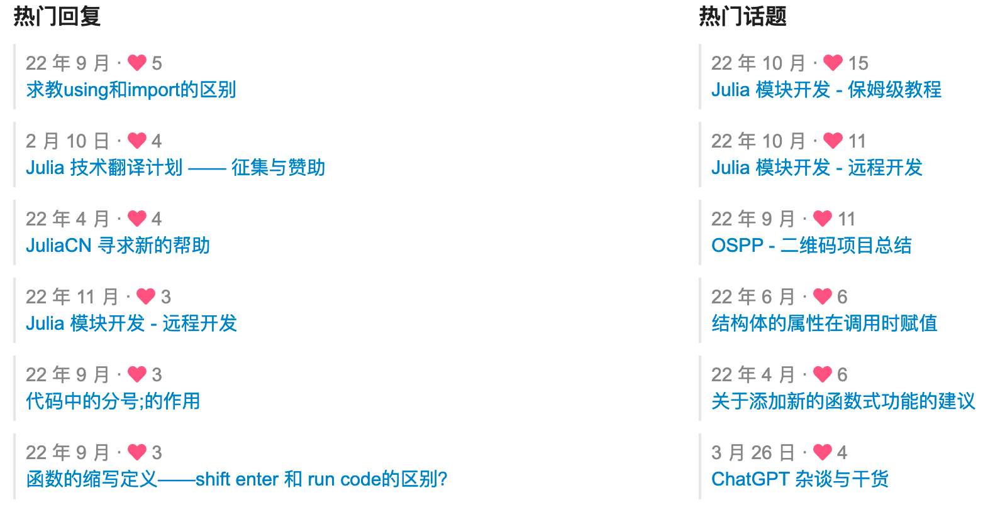 热门回复
22 年 9 月 · 5
求教using和import的区别
2 月 10 日 · 4
Julia 技术翻译计划 —— 征集与赞助
22 年 4 月 · 4
JuliaCN 寻求新的帮助
22 年 11 月 · 3
Julia 模块开发 - 远程开发
22 年 9 月 · 3
代码中的分号;的作用
22 年 9 月 · 3
函数的缩写定义——shift enter 和 run code的区别?
热门话题
22 年 10 月 · 15
Julia 模块开发 - 保姆级教程
22 年 10 月 · 11
Julia 模块开发 - 远程开发
22 年 9 月 · 11
OSPP - 二维码项目总结
22 年 6 月 · 6
结构体的属性在调用时赋值
22 年 4 月 · 6
关于添加新的函数式功能的建议
3 月 26 日 · 4
ChatGPT 杂谈与干货